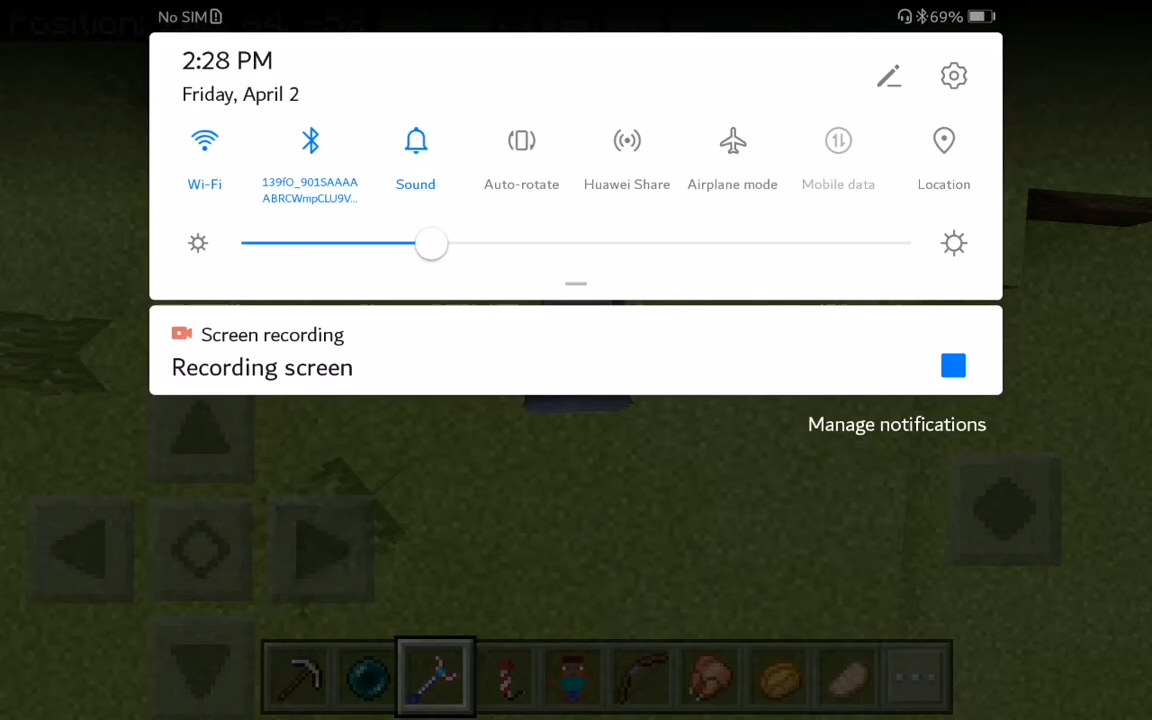 No SIM
69%
2:28 PM
Friday, April 2
Wi-Fi
139fO_901SAAAA
ABRCWmpCLU9V...
Sound
Auto-rotate
Huawei Share
Airplane mode
Mobile data
Location
Screen recording
Recording screen
Manage notifications